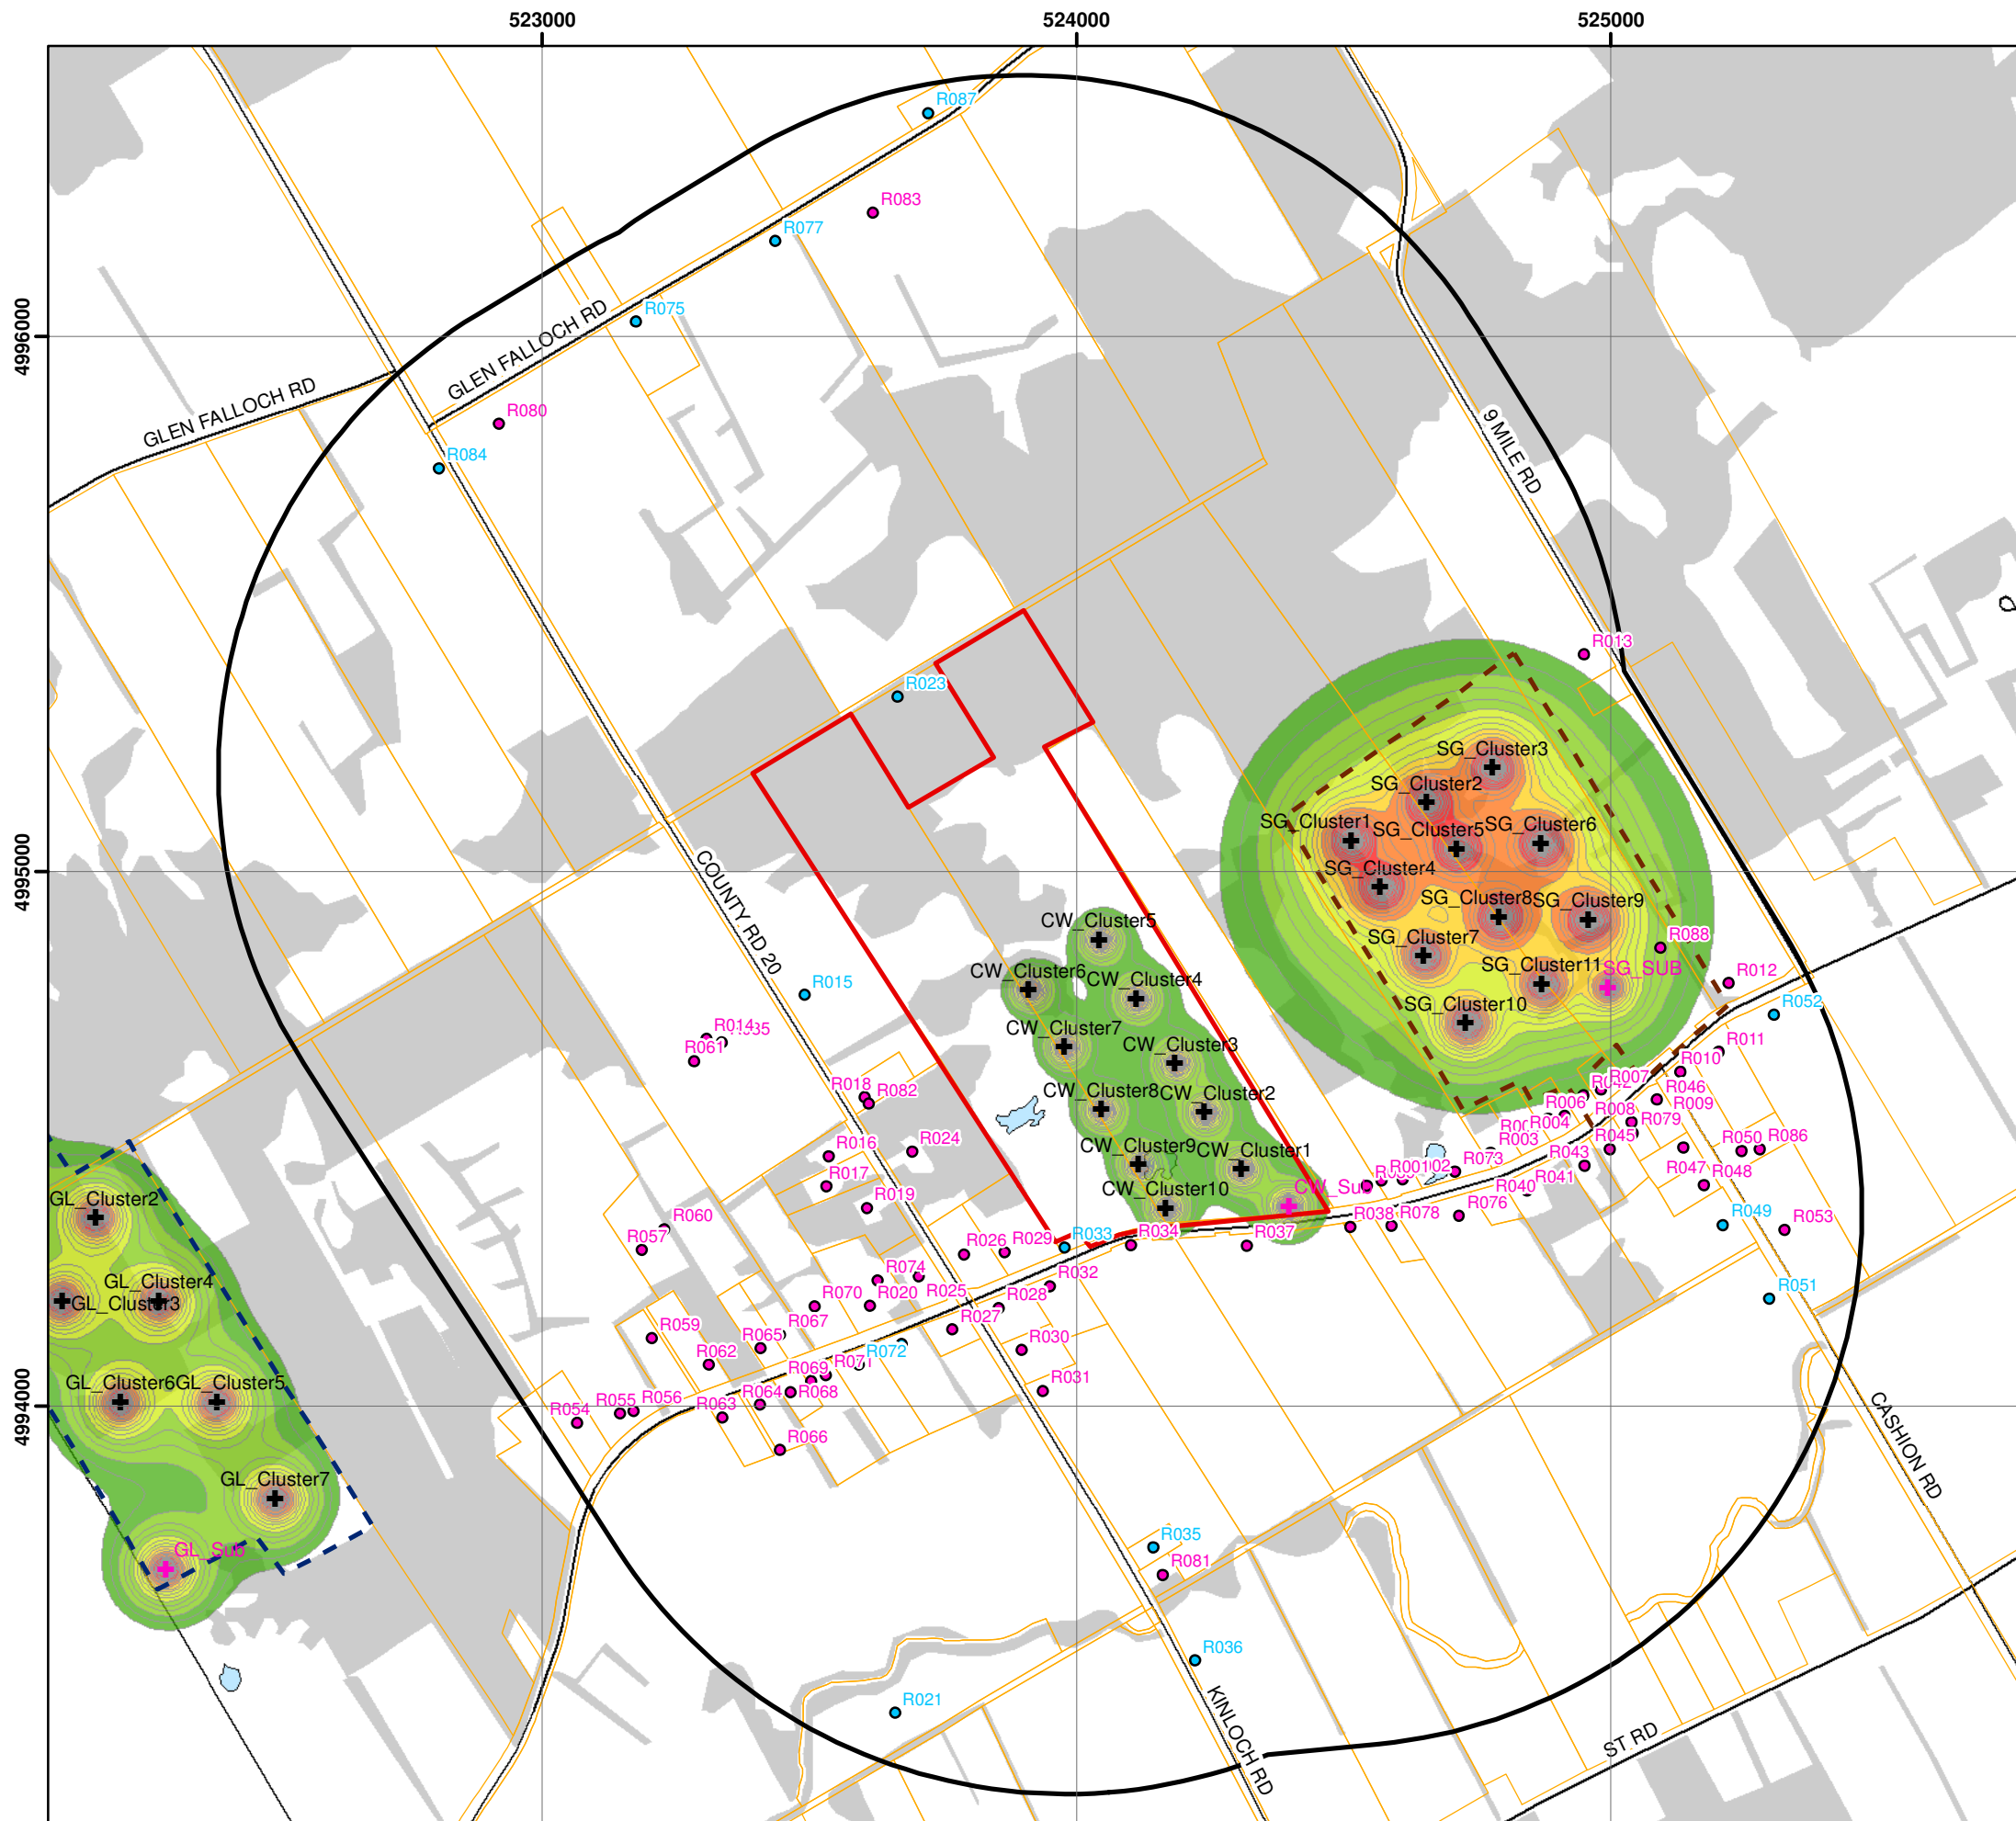 523000
524000
525000
4996000
4995000
4994000
R087
R083
R077
R075
GLEN FALLOCH RD
GLEN FALLOCH RD
R080
R084
9 MILE RD
R013
R023
SG_Cluster3
SG_Cluster2
SG_Cluster1
SG_Cluster5
SG_Cluster6
SG_Cluster4
SG_Cluster8
SG_Cluster9
SG_Cluster7
SG_Cluster11
SG_SUB
SG_Cluster10
R088
R012
R052
COUNTY RD 20
CW_Cluster5
CW_Cluster6
CW_Cluster4
CW_Cluster7
CW_Cluster3
CW_Cluster8
CW_Cluster2
CW_Cluster9
CW_Cluster1
CW_Cluster10
CW_Sub
R015
R014
R061
R018
R082
R016
R024
R017
R019
R011
R010
R007
R046
R006
R008
R009
R004
R079
R003
R045
R050
R086
R043
R073
R001
R047
R048
R041
R040
R076
R078
R038
R049
R053
R051
R060
R057
R026
R029
R033
R034
R037
R032
R074
R025
R020
R070
R028
R027
R067
R065
R059
R062
R030
R072
R071
R069
R031
R068
R064
R063
R056
R055
R054
R066
GL_Cluster2
GL_Cluster4
GL_Cluster3
GL_Cluster6
GL_Cluster5
GL_Cluster7
GL_Sub
CASHION RD
R035
R081
R036
R021
KINLOCH RD
ST RD